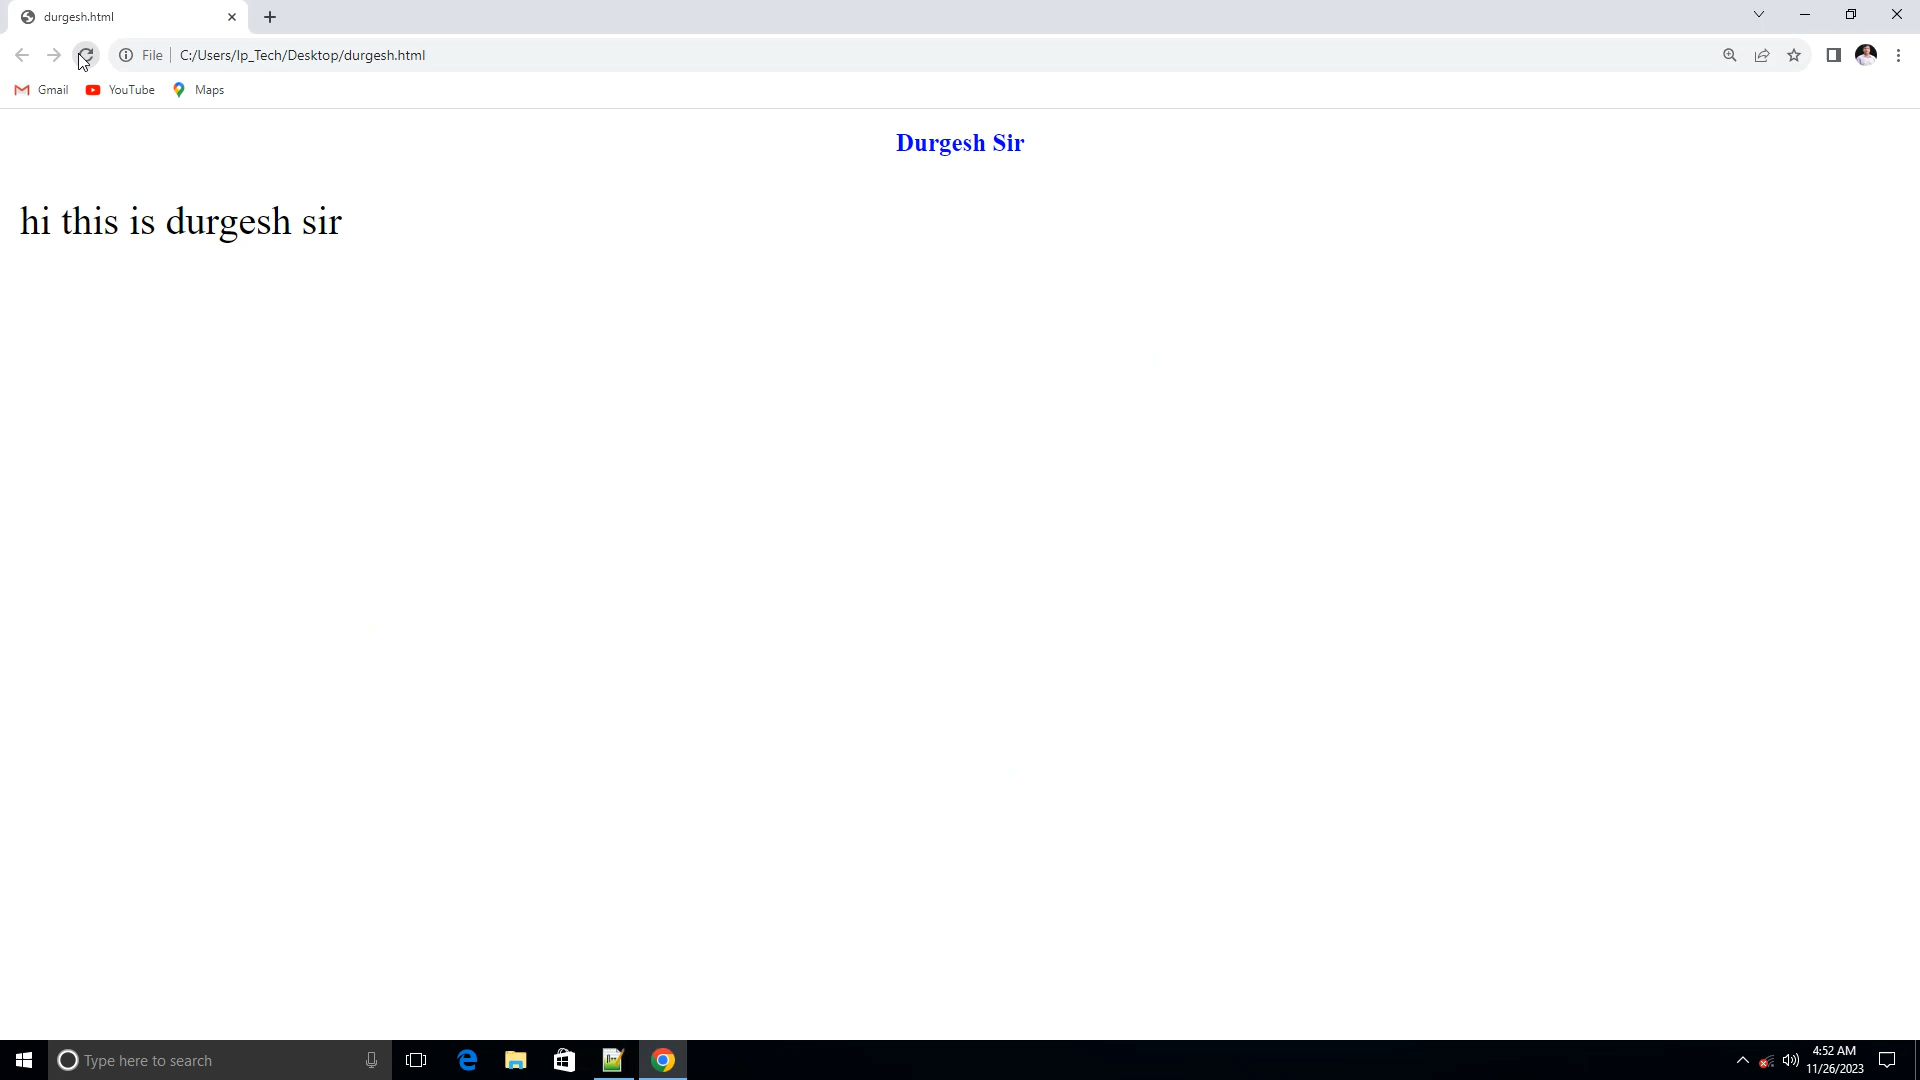 durgesh.html
File
C:/Users/lp_Tech/Desktop/durgesh.html
Gmail
YouTube
Maps
Durgesh Sir
hi this is durgesh sir
Type here to search
4:52 AM
11/26/2023